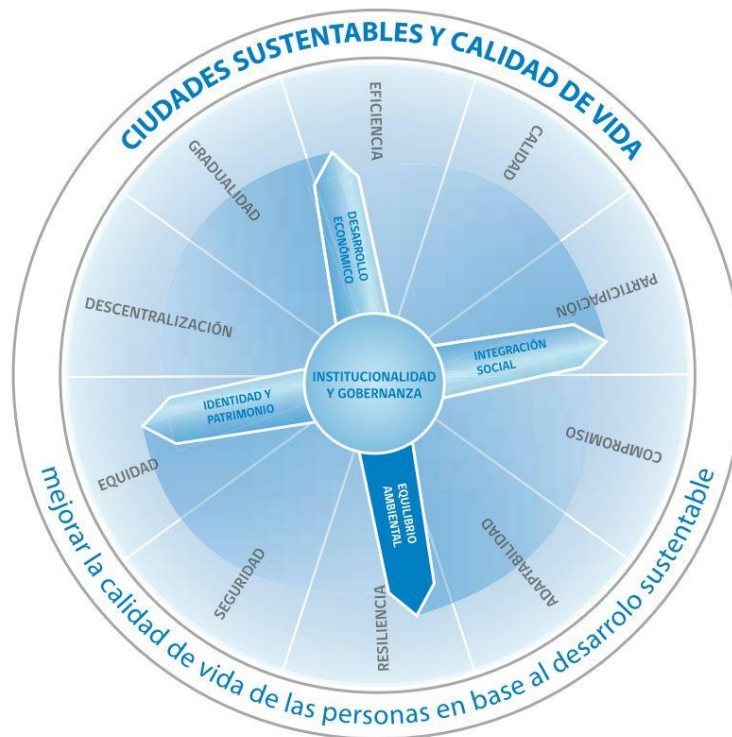 CIUDADES SUSTENTABLES Y CALIDAD DE VIDA
EFICIENCIA
CALIDAD
PARTICIPACIÓN
COMPROMISO
ADAPTABILIDAD
RESILIENCIA
SEGURIDAD
EQUIDAD
DESCENTRALIZACIÓN
GRADUALIDAD
DESARROLLO
ECONÓMICO
INTEGRACIÓN
SOCIAL
EQUILIBRIO
AMBIENTAL
IDENTIDAD Y
PATRIMONIO
INSTITUCIONALIDAD
Y GOBERNANZA
mejorar la calidad de vida de las personas en base al desarrolo sustentable